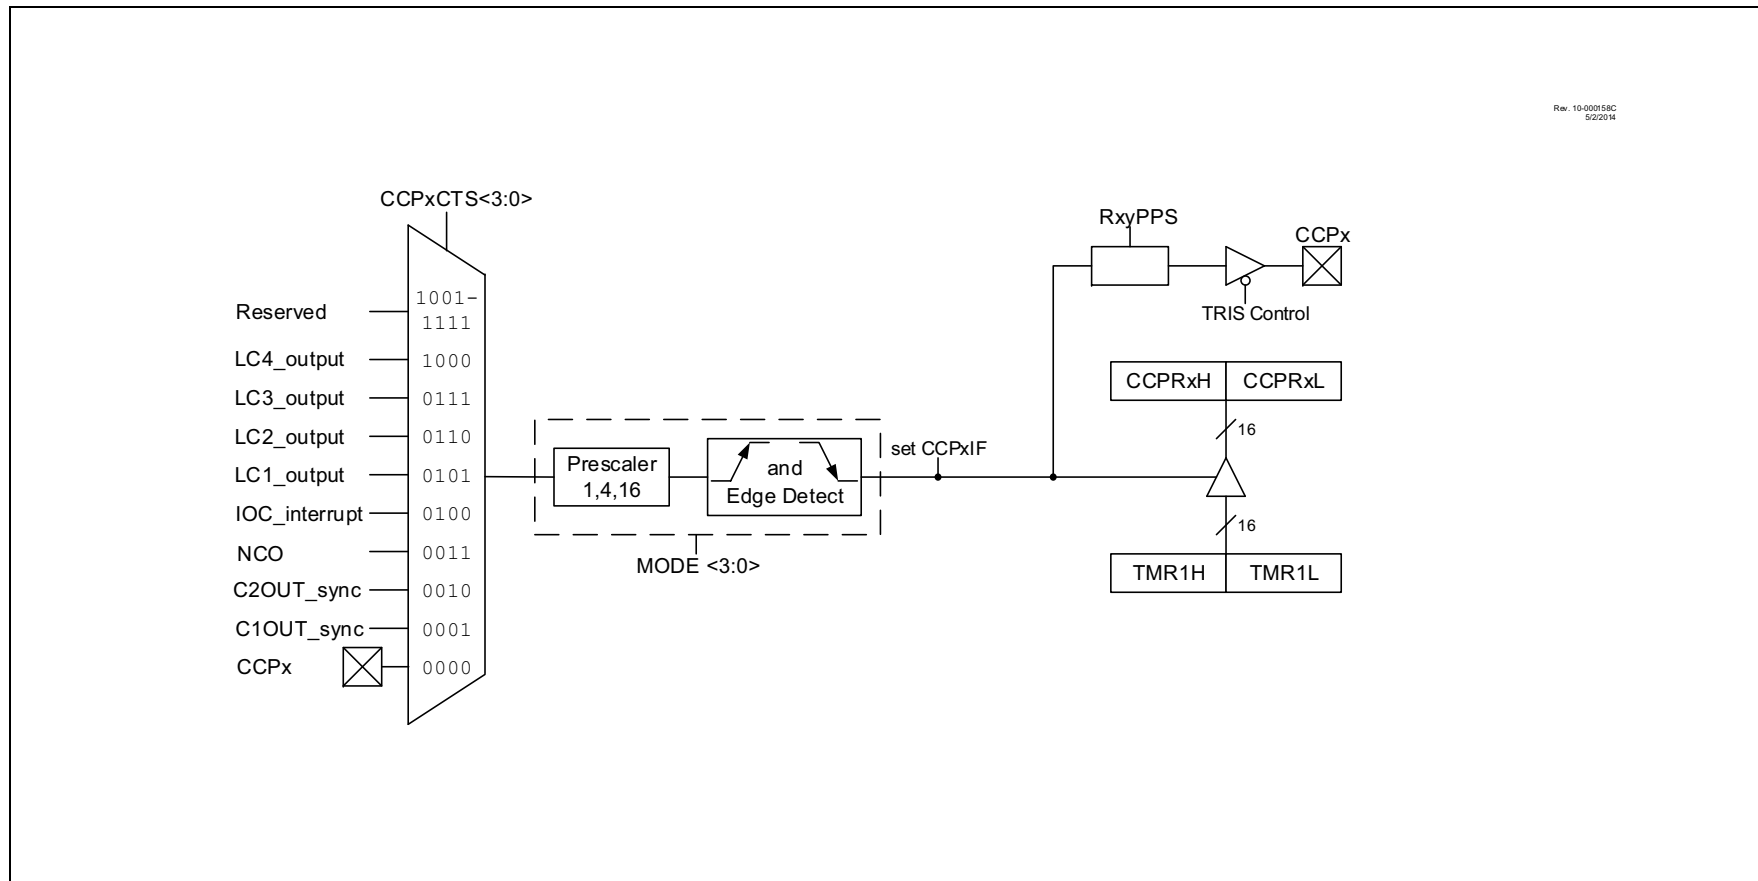 Rev. 10-000158C
5/2/2014
CCPxCTS<3:0>
Reserved
1001-
1111
LC4_output
1000
LC3_output
0111
LC2_output
0110
LC1_output
0101
IOC_interrupt
0100
NCO
0011
C2OUT_sync
0010
C1OUT_sync
0001
CCPx
0000
Prescaler
1,4,16
and
Edge Detect
MODE <3:0>
set CCPxIF
RxyPPS
CCPx
TRIS Control
CCPRxH
CCPRxL
16
16
TMR1H
TMR1L